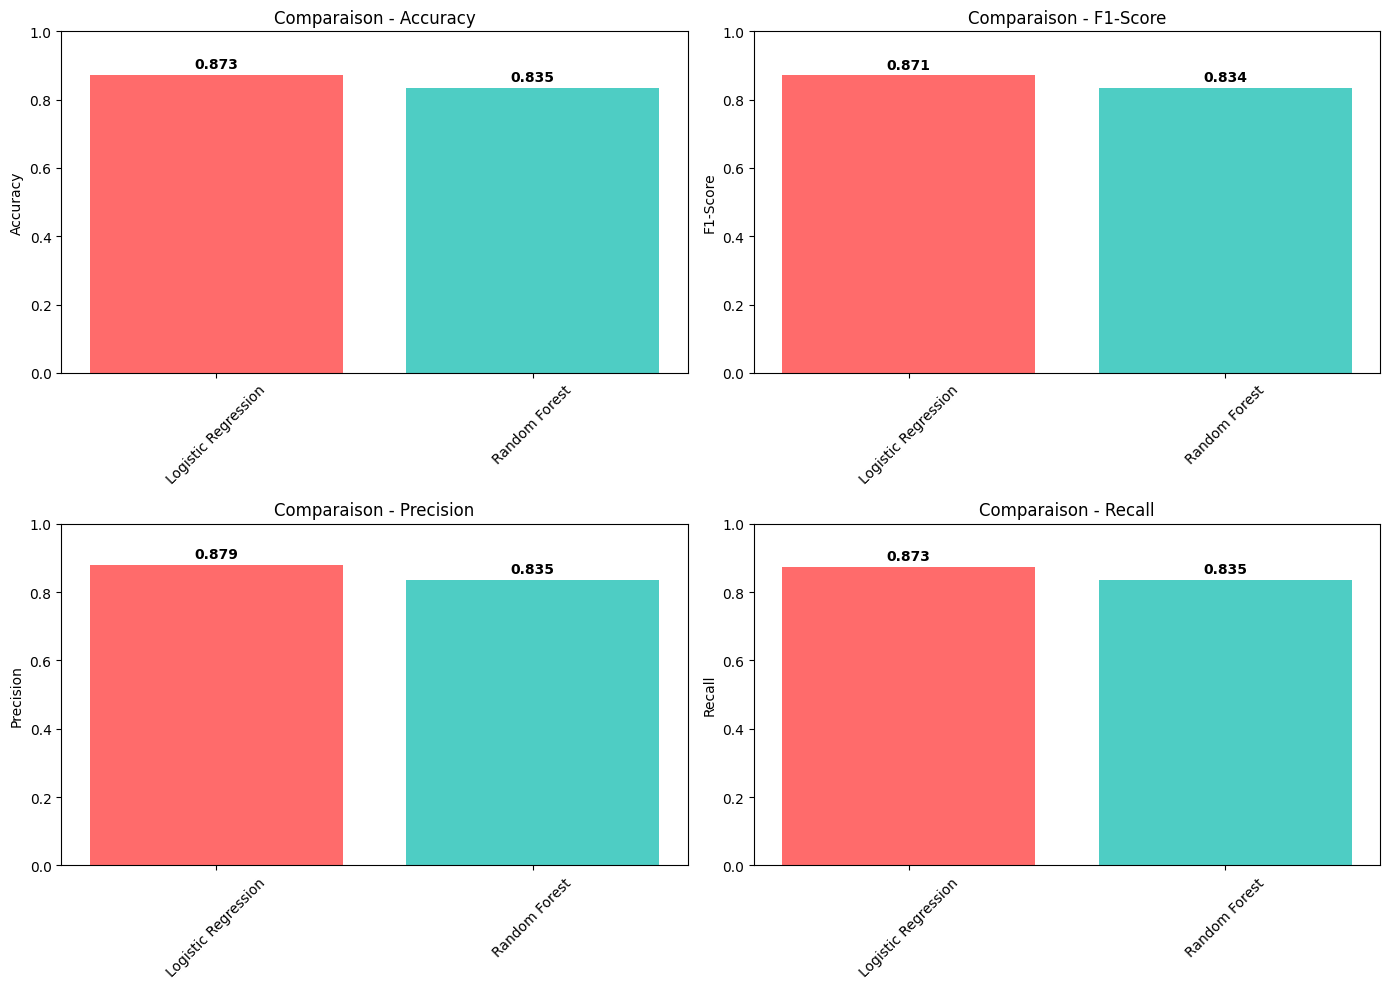 Comparaison - Accuracy
1.0
0.8
0.6
0.4
0.2
0.0
Accuracy
0.873
0.835
Logistic Regression
Random Forest
Comparaison - F1-Score
1.0
0.8
0.6
0.4
0.2
0.0
F1-Score
0.871
0.834
Logistic Regression
Random Forest
Comparaison - Precision
1.0
0.8
0.6
0.4
0.2
0.0
Precision
0.879
0.835
Logistic Regression
Random Forest
Comparaison - Recall
1.0
0.8
0.6
0.4
0.2
0.0
Recall
0.873
0.835
Logistic Regression
Random Forest